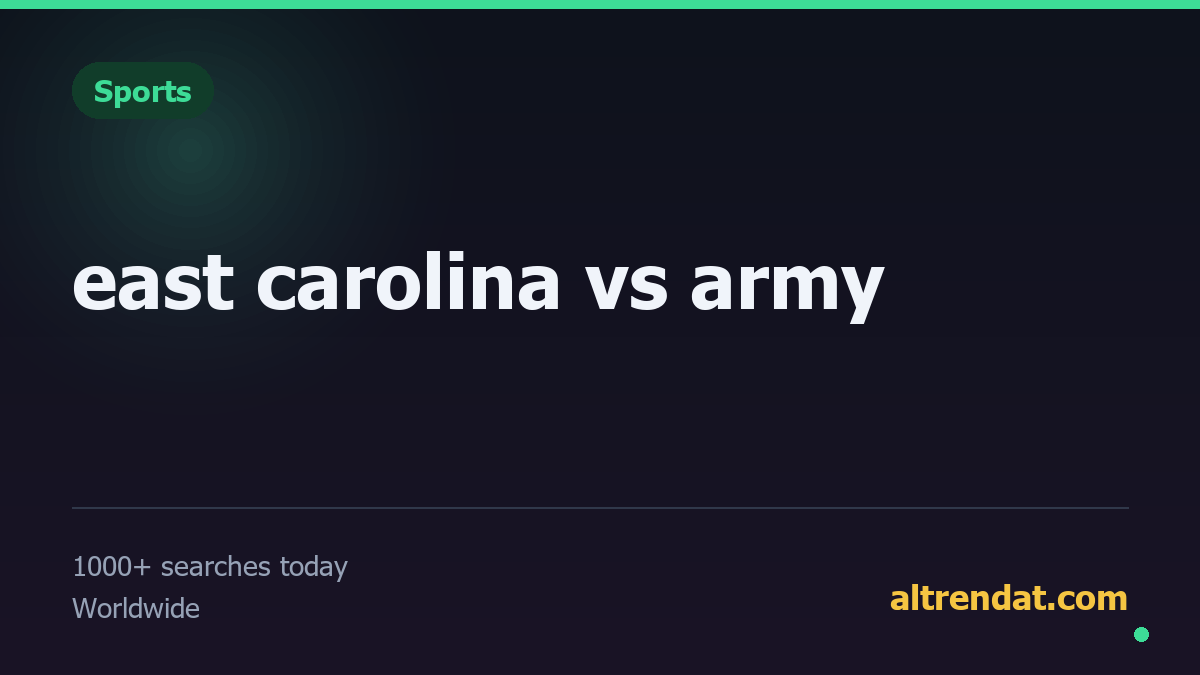 Sports
east carolina vs army
1000+ searches today
Worldwide
altrendat.com